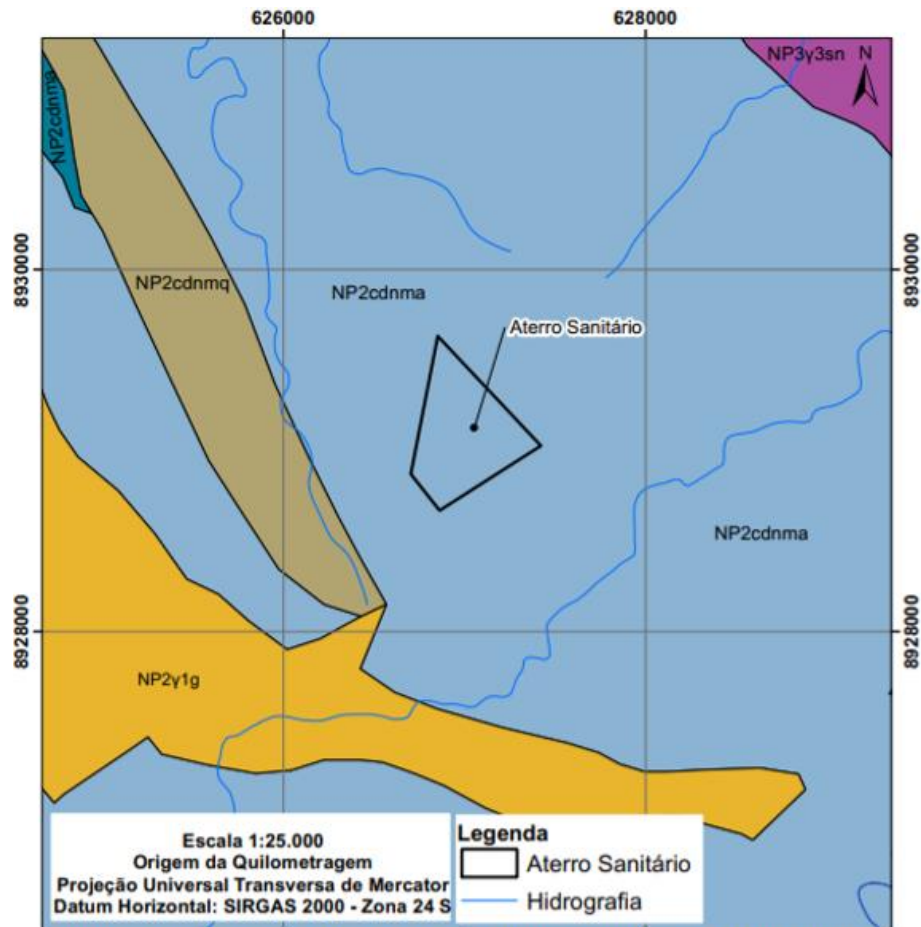 626000
628000
NP3γ3sn
N
NP2cdnma
8930000
8930000
NP2cdnmq
NP2cdnma
Aterro Sanitário
NP2cdnma
8928000
8928000
NP2γ1g
Escala 1:25.000
Origem da Quilometragem
Projeção Universal Transversa de Mercator
Datum Horizontal: SIRGAS 2000 - Zona 24 S
Legenda
Aterro Sanitário
Hidrografia